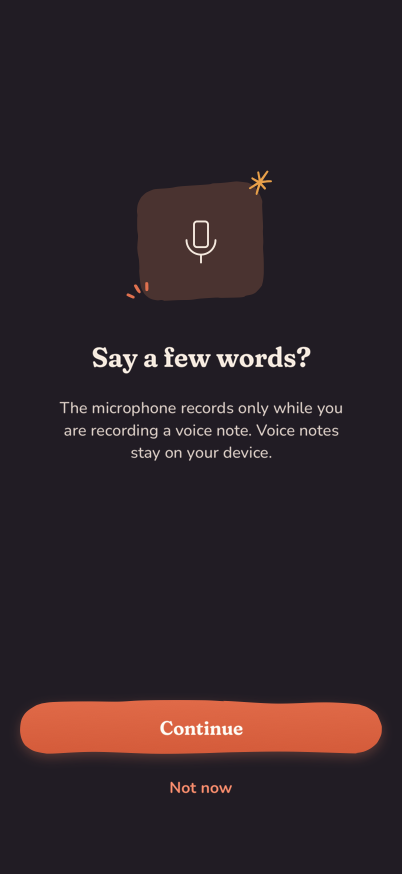 Say a few words?
The microphone records only while you
are recording a voice note. Voice notes
stay on your device.
Continue
Not now